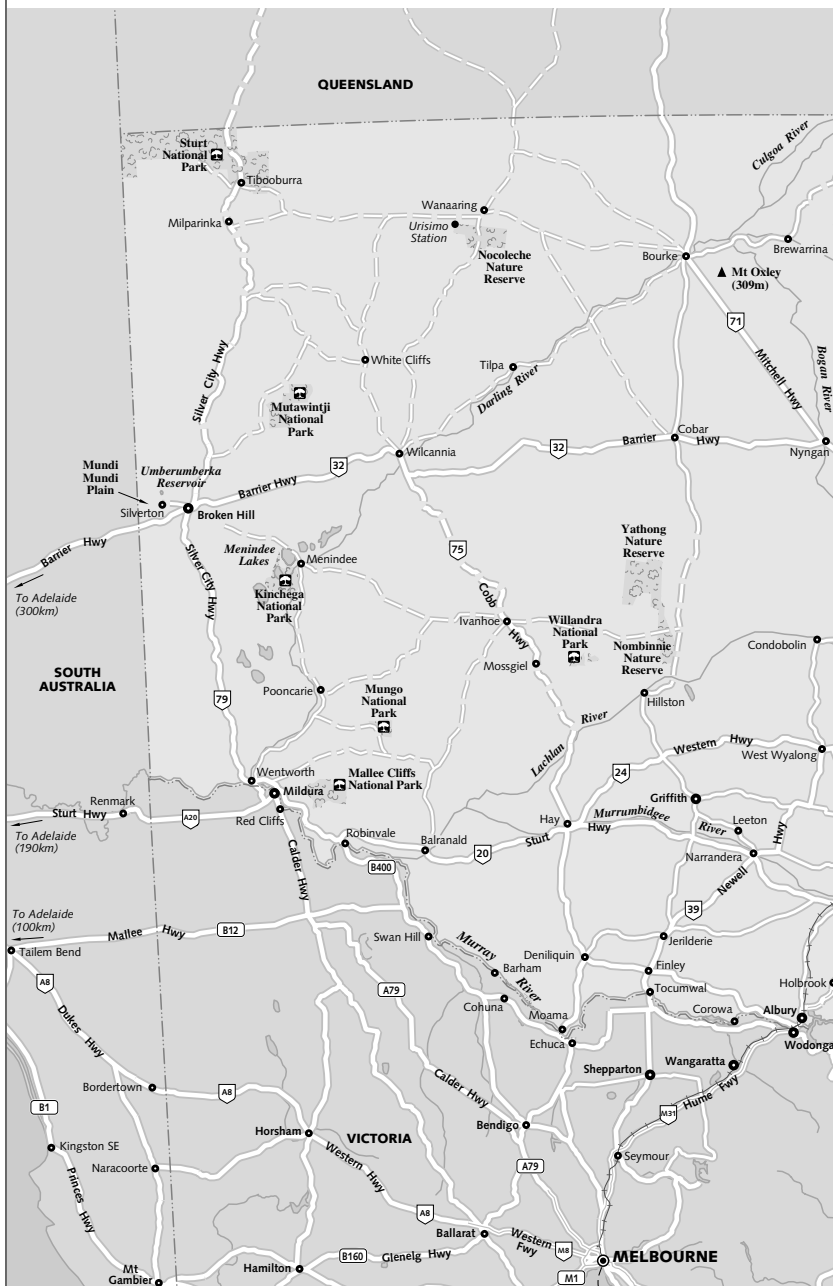 QUEENSLAND
Culgoa River
Sturt
National
Park
Tibooburra
Wanaaring
Milparinka
Urisimo
Station
Nocoleche
Nature
Reserve
Bourke
Brewarrina
Mt Oxley
(309m)
71
Mitchell Hwy
Bogan River
Silver City Hwy
White Cliffs
Tilpa
Darling River
Mutawintji
National
Park
Wilcannia
Cobar
32
32
Barrier
Hwy
Nyngan
Mundi
Mundi
Plain
Umberumberka
Reservoir
Barrier Hwy
Silverton
Broken Hill
Barrier Hwy
To Adelaide
(300km)
Silver City Hwy
Menindee
Lakes
Menindee
Kinchega
National
Park
75
Cobb
Hwy
Yathong
Nature
Reserve
Ivanhoe
Willandra
National
Park
Mossgiel
Nombinnie
Nature
Reserve
Condobolin
SOUTH
AUSTRALIA
79
Pooncarie
Mungo
National
Park
Hillston
Lachlan
River
Western Hwy
West Wyalong
24
Wentworth
Mildura
Mallee Cliffs
National Park
Renmark
Sturt Hwy
A20
Red Cliffs
To Adelaide
(190km)
Griffith
Hay
Murrumbidgee
River
Leeton
Hwy
Robinvale
Balranald
20
Sturt
Hwy
Narrandera
Newell
Calder Hwy
B400
39
To Adelaide
(100km)
Mallee Hwy
B12
Tailem Bend
Swan Hill
Murray
River
Deniliquin
Jerilderie
Barham
Finley
Tocumwal
Holbrook
A8
A79
Cohuna
Moama
Corowa
Albury
Dukes Hwy
Echuca
Wodonga
Shepparton
Wangaratta
Bordertown
A8
Calder Hwy
Hume Fwy
M31
B1
Horsham
VICTORIA
Bendigo
Kingston SE
Naracoorte
Western Hwy
A79
Seymour
Princes Hwy
A8
Ballarat
Western
Fwy
M8
Mt
Gambier
Hamilton
B160
Glenelg Hwy
MELBOURNE
M1